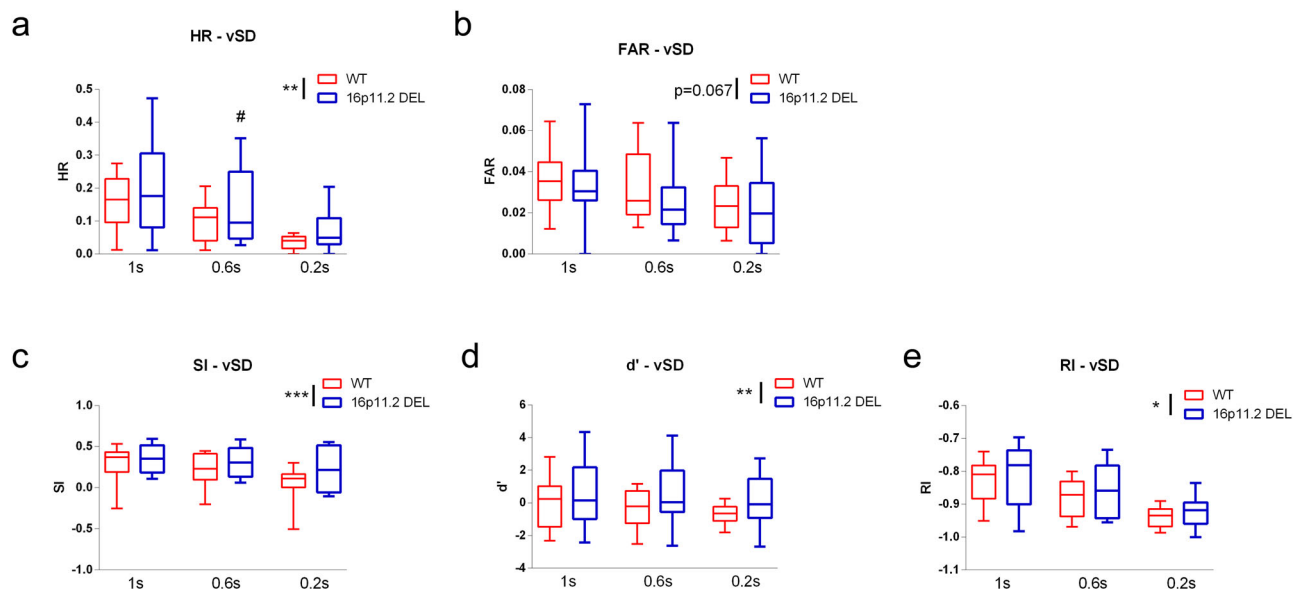 a
HR - vSD
**
WT
16p11.2 DEL
#
HR
0.5
0.4
0.3
0.2
0.1
0.0
1s 0.6s 0.2s
b
FAR - vSD
p=0.067
WT
16p11.2 DEL
FAR
0.08
0.06
0.04
0.02
0.00
1s 0.6s 0.2s
c
SI - vSD
***
WT
16p11.2 DEL
SI
1.0
0.5
0.0
0.5
-1.0
1s 0.6s 0.2s
d
d' - vSD
**
WT
16p11.2 DEL
d'
6
4
2
0
-2
-4
1s 0.6s 0.2s
e
RI - vSD
*
WT
16p11.2 DEL
RI
-0.6
-0.7
-0.8
-0.9
-1.0
-1.1
1s 0.6s 0.2s